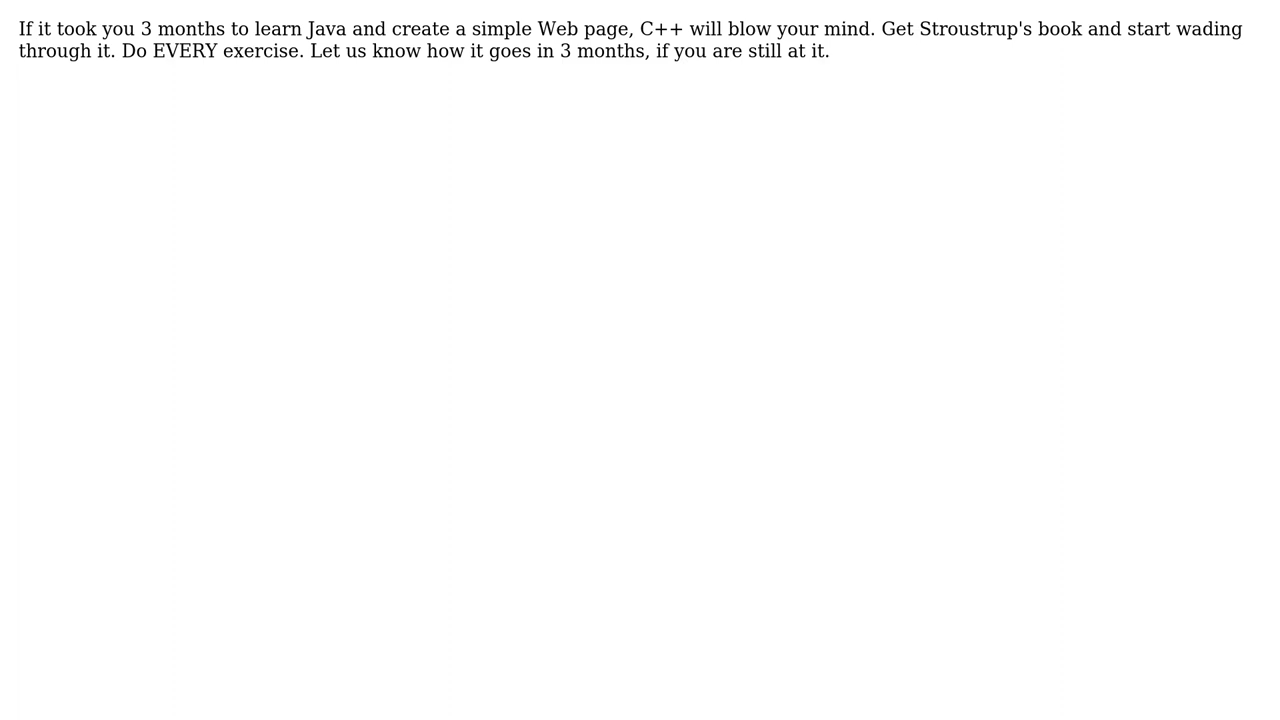 If it took you 3 months to learn Java and create a simple Web page, C++ will blow your mind. Get Stroustrup's book and start wading
through it. Do EVERY exercise. Let us know how it goes in 3 months, if you are still at it.